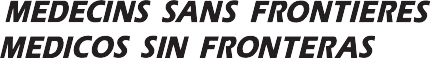 MEDECINS SANS FRONTIERES
MEDICOS SIN FRONTERAS